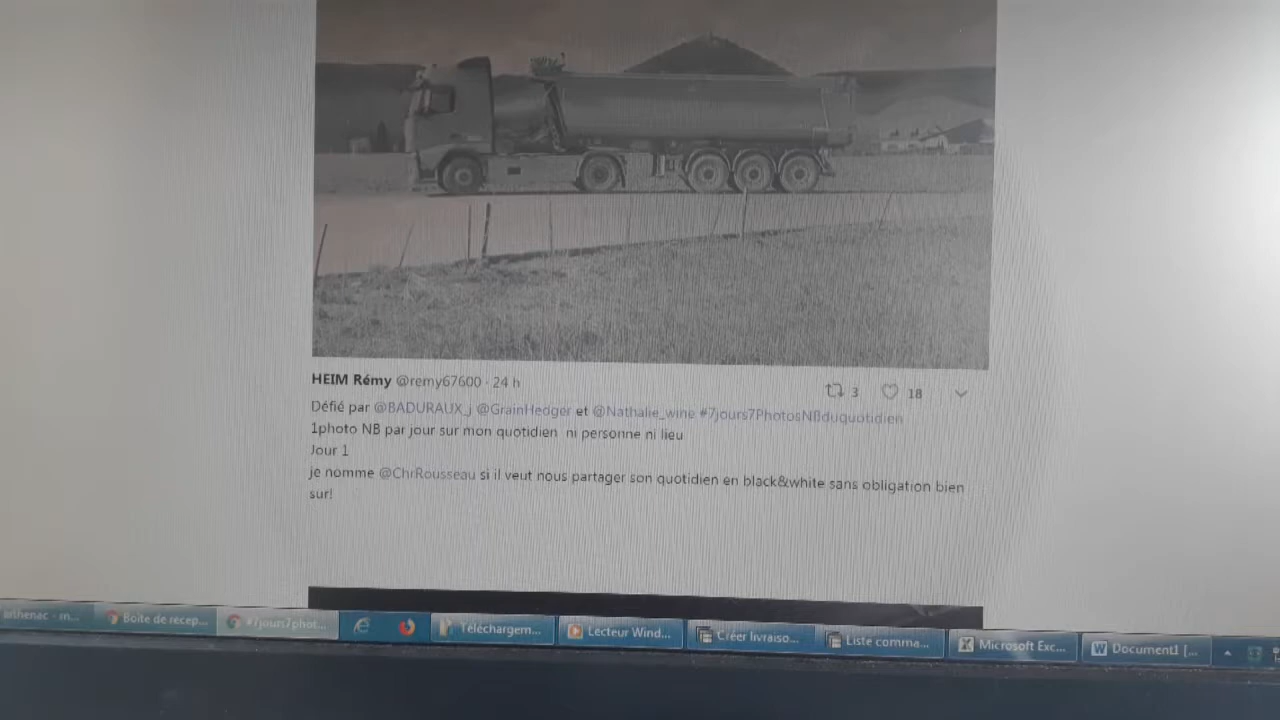 HEIM Rémy @remy67600 · 24 h
3
18
Défié par @BADURAUX_j @GrainHedger et @Nathalie_wine #7jours7PhotosNBduquotidien
1photo NB par jour sur mon quotidien ni personne ni lieu
Jour 1
je nomme @ChrRousseau si il veut nous partager son quotidien en black&white sans obligation bien
sur!
Boîte de recep...
#7jours7phot...
Téléchargem...
Lecteur Wind...
Créer livraiso...
Liste comma...
Microsoft Exc...
Document1 [...